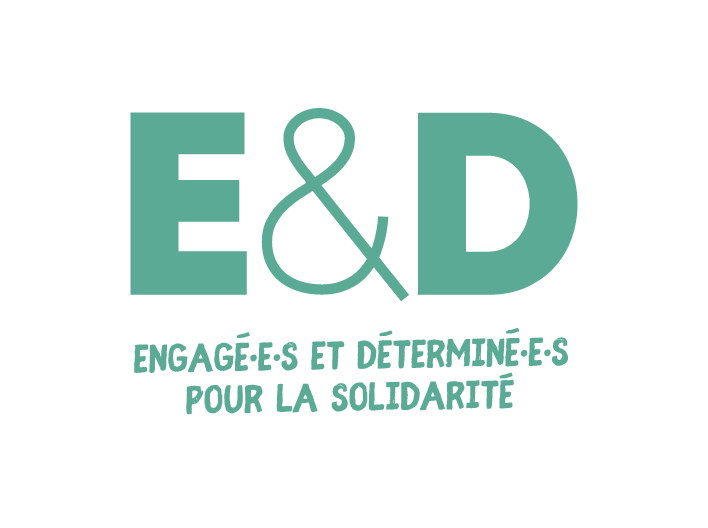 E&D
ENGAGÉ·E·S ET DÉTERMINÉ·E·S
POUR LA SOLIDARITÉ